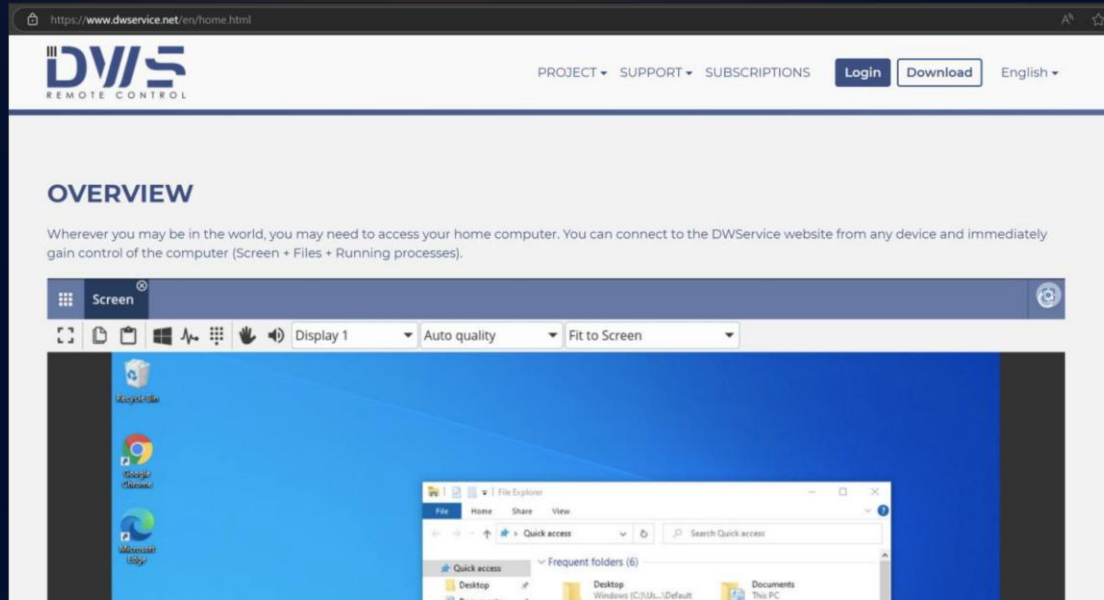 https://www.dwservice.net/en/home.html
DWS
REMOTE CONTROL
PROJECT SUPPORT SUBSCRIPTIONS Login Download English
OVERVIEW
Wherever you may be in the world, you may need to access your home computer. You can connect to the DWService website from any device and immediately
gain control of the computer (Screen + Files + Running processes).
Screen
Display 1 Auto quality Fit to Screen
Recycle Bin
Google
Chrome
Microsoft
Edge
File Explorer
File Home Share View
Quick access Search Quick access
Quick access
Frequent folders (6)
Desktop
Desktop
Windows (C:)\Us...\Default
Documents
This PC